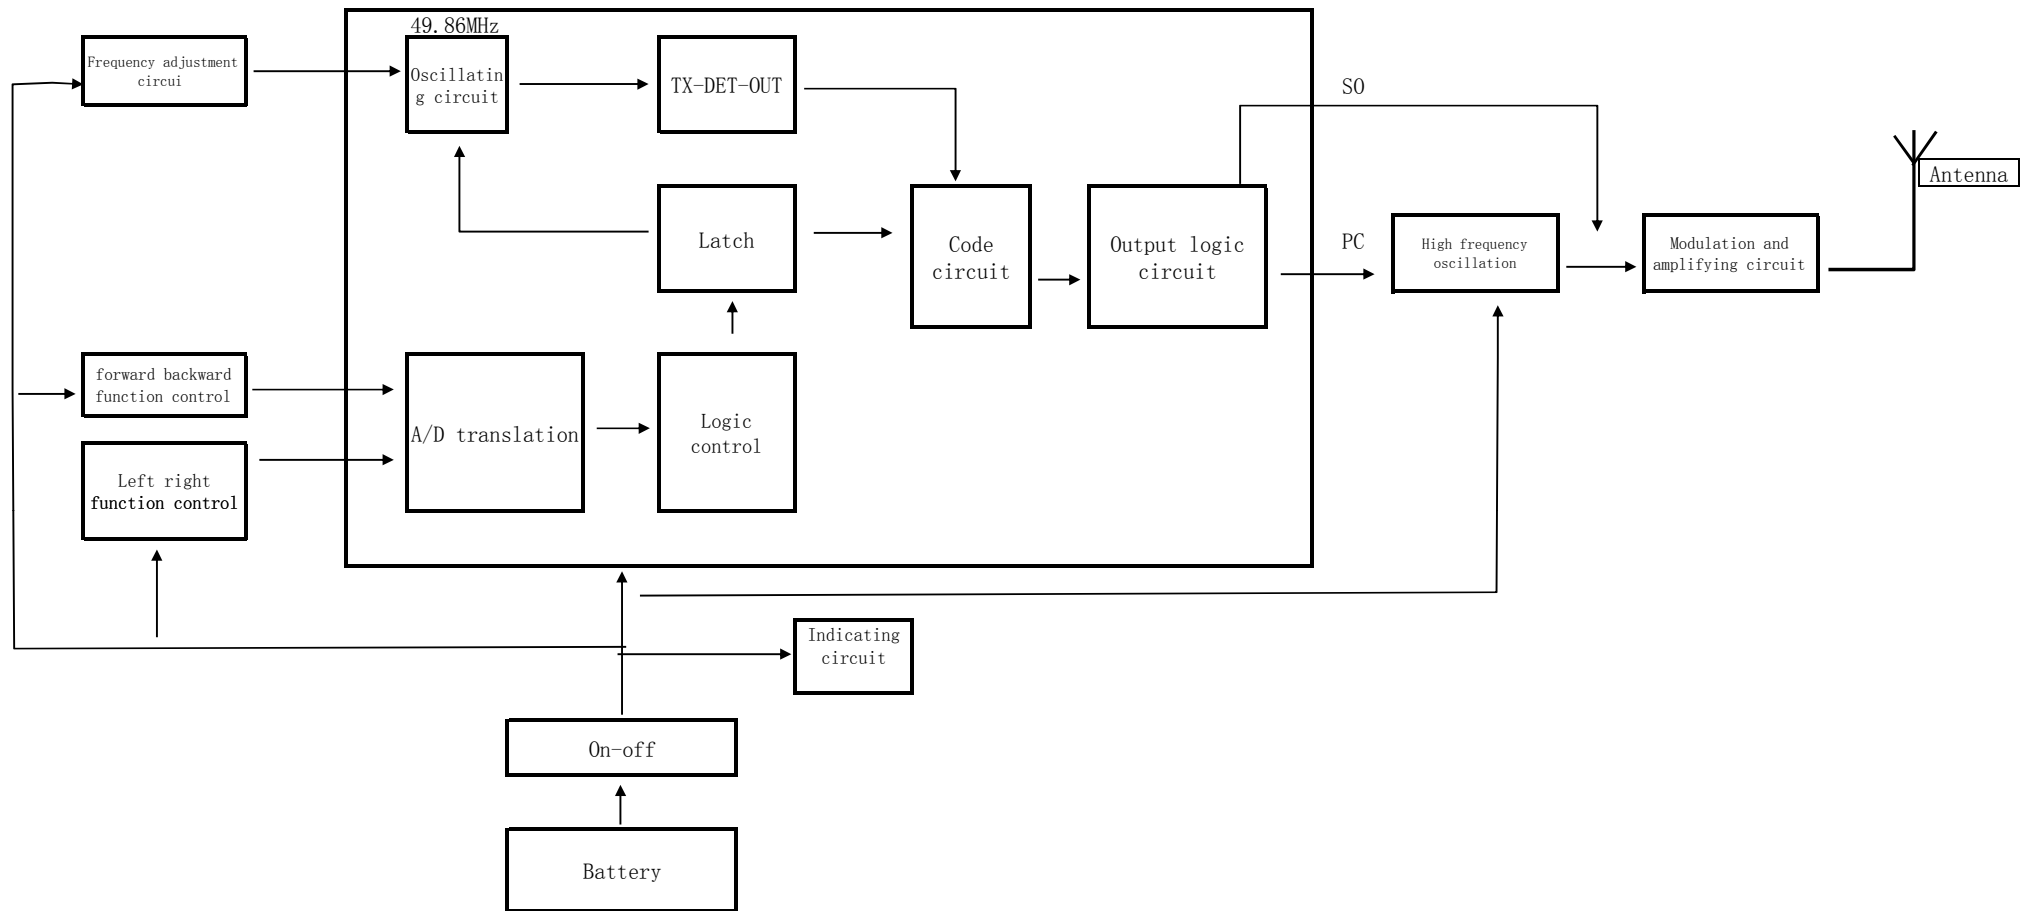 49.86MHz
Frequency adjustment
circui
Oscillatin
g circuit
TX-DET-OUT
SO
Antenna
Latch
Code
circuit
Output logic
circuit
PC
High frequency
oscillation
Modulation and
amplifying circuit
forward backward
function control
A/D translation
Logic
control
Left right
function control
Indicating
circuit
On-off
Battery